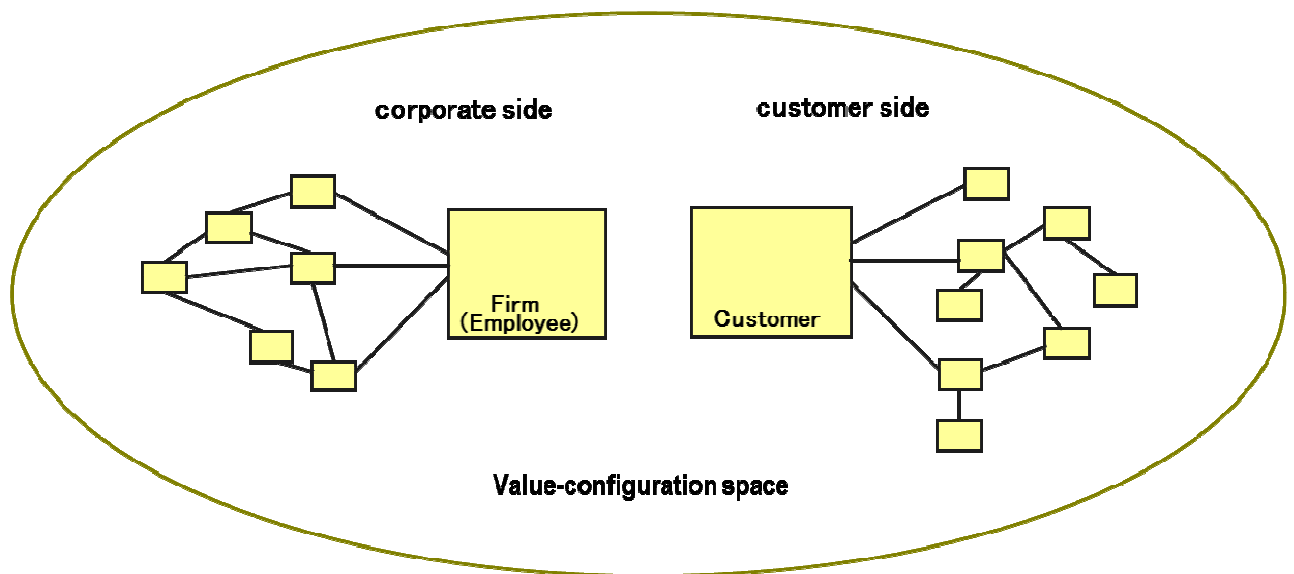 corporate side
customer side
Firm
(Employee)
Customer
Value-configuration space